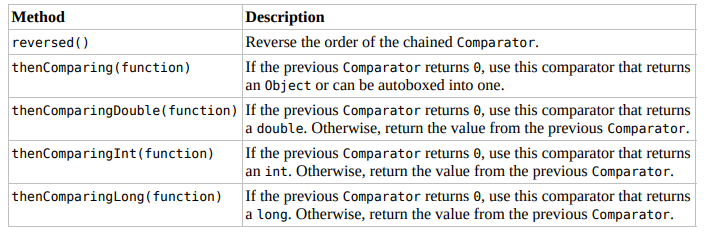 Method Description
reversed() Reverse the order of the chained Comparator.
thenComparing(function) If the previous Comparator returns 0, use this comparator that returns
an Object or can be autoboxed into one.
thenComparingDouble(function) If the previous Comparator returns 0, use this comparator that returns
a double. Otherwise, return the value from the previous Comparator.
thenComparingInt(function) If the previous Comparator returns 0, use this comparator that returns
an int. Otherwise, return the value from the previous Comparator.
thenComparingLong(function) If the previous Comparator returns 0, use this comparator that returns
a long. Otherwise, return the value from the previous Comparator.